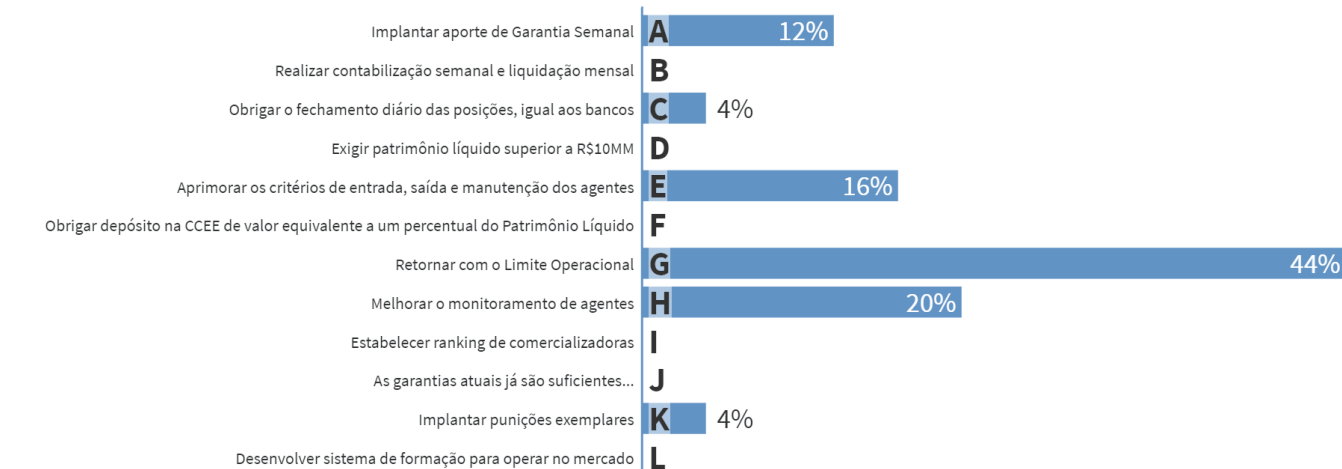 Implantar aporte de Garantia Semanal A 12%
Realizar contabilização semanal e liquidação mensal B
Obrigar o fechamento diário das posições, igual aos bancos C 4%
Exigir patrimônio líquido superior a R$10MM D
Aprimorar os critérios de entrada, saída e manutenção dos agentes E 16%
Obrigar depósito na CCEE de valor equivalente a um percentual do Patrimônio Líquido F
Retornar com o Limite Operacional G 44%
Melhorar o monitoramento de agentes H 20%
Estabelecer ranking de comercializadoras I
As garantias atuais já são suficientes... J
Implantar punições exemplares K 4%
Desenvolver sistema de formação para operar no mercado L